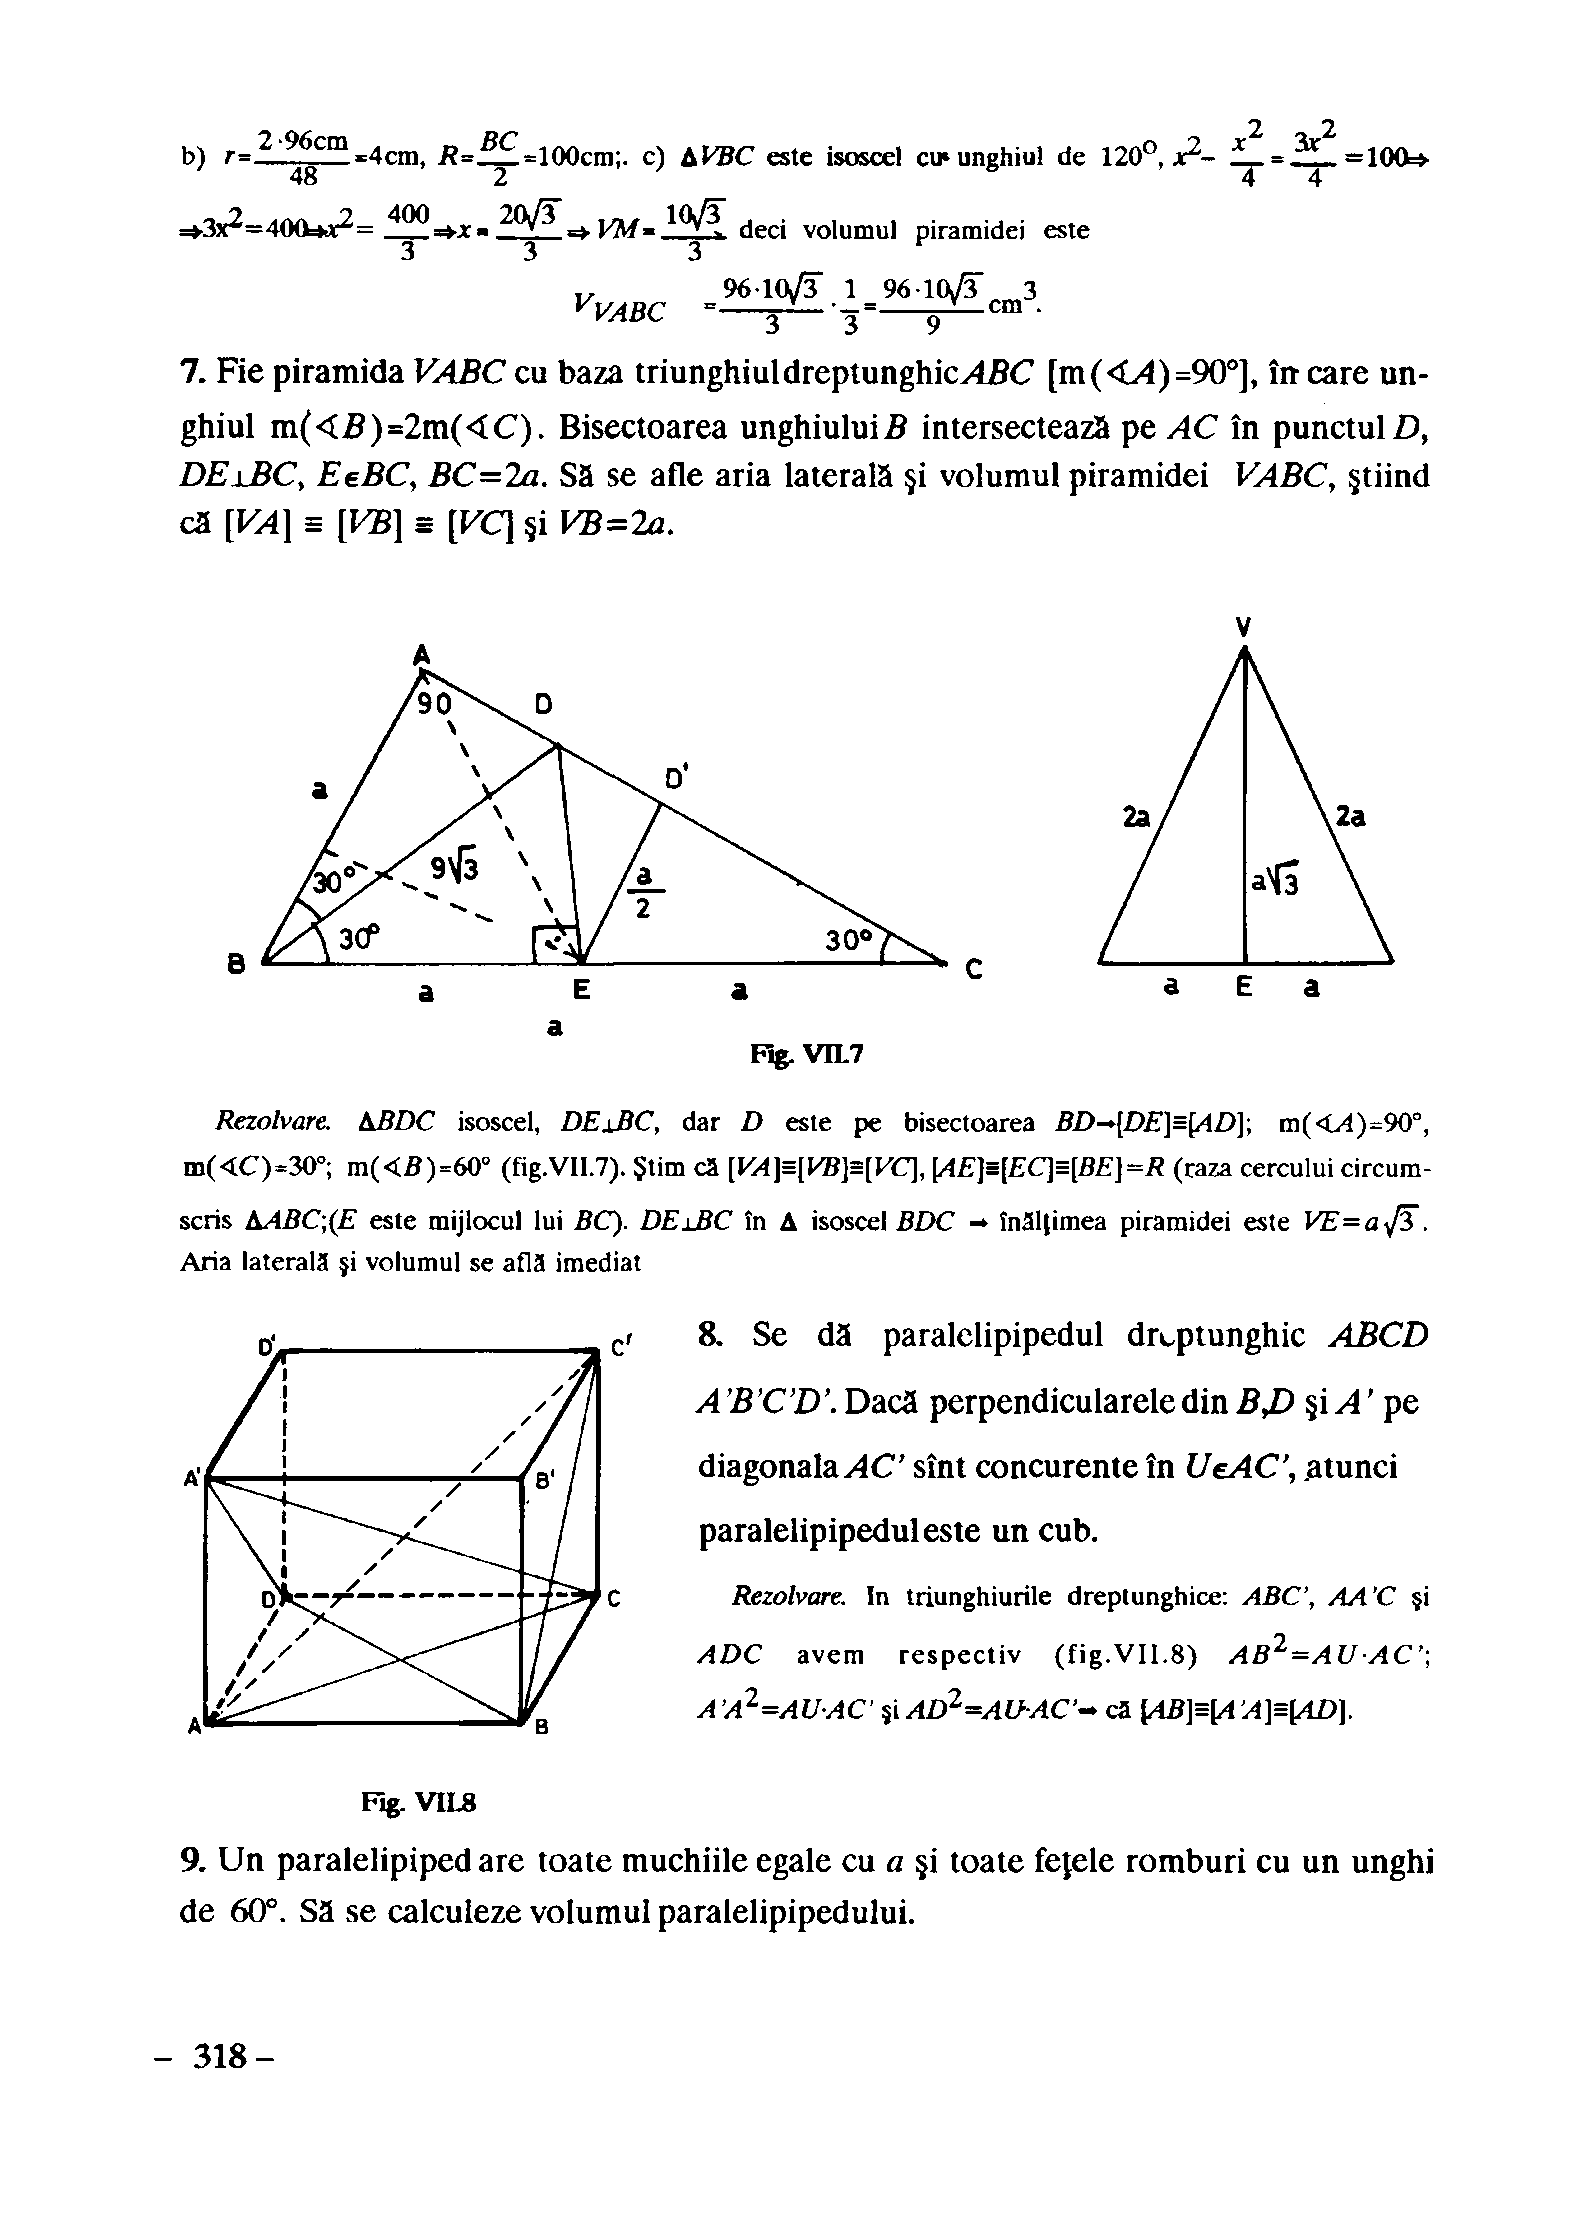 b) r=2·96cm/48=4cm, R=BC/2=100cm;. c) ΔVBC este isoscel cu unghiul de 120°, x²- x²/4=3x²/4=100⇒
⇒3x²=400⇒x²= 400/3⇒x=20√3/3⇒VM=10√3/3, deci volumul piramidei este
V_VABC =96·10√3/3·1/3=96·10√3/9 cm³.
7. Fie piramida VABC cu baza triunghiul dreptunghic ABC [m(∢A)=90°], în care un-
ghiul m(∢B)=2m(∢C). Bisectoarea unghiului B intersectează pe AC în punctul D,
DE⊥BC, E∈BC, BC=2a. Să se afle aria laterală şi volumul piramidei VABC, ştiind
că [VA] ≡ [VB] ≡ [VC] şi VB=2a.
A
90
D
D'
a
30°
9√3
a/2
30°
30°
B
C
a
E
a
a
V
2a
2a
a√3
a
E
a
Fig. VII.7
Rezolvare. ΔBDC isoscel, DE⊥BC, dar D este pe bisectoarea BD→[DE]≡[AD]; m(∢A)=90°,
m(∢C)=30°; m(∢B)=60° (fig.VII.7). Ştim că [VA]≡[VB]≡[VC], [AE]≡[EC]≡[BE]=R (raza cercului circum-
scris ΔABC;(E este mijlocul lui BC). DE⊥BC în Δ isoscel BDC → înălţimea piramidei este VE=a√3.
Aria laterală şi volumul se află imediat
D'
C'
A'
B'
D
C
A
B
Fig. VII.8
8. Se dă paralelipipedul dreptunghic ABCD
A'B'C'D'. Dacă perpendicularele din B,D şi A' pe
diagonala AC' sînt concurente în U∈AC', atunci
paralelipipedul este un cub.
Rezolvare. In triunghiurile dreptunghice: ABC', AA'C şi
ADC avem respectiv (fig.VII.8) AB²=AU·AC';
A'A²=AU·AC' şi AD²=AU·AC'→ că [AB]≡[A'A]≡[AD].
9. Un paralelipiped are toate muchiile egale cu a şi toate feţele romburi cu un unghi
de 60°. Să se calculeze volumul paralelipipedului.
- 318 -